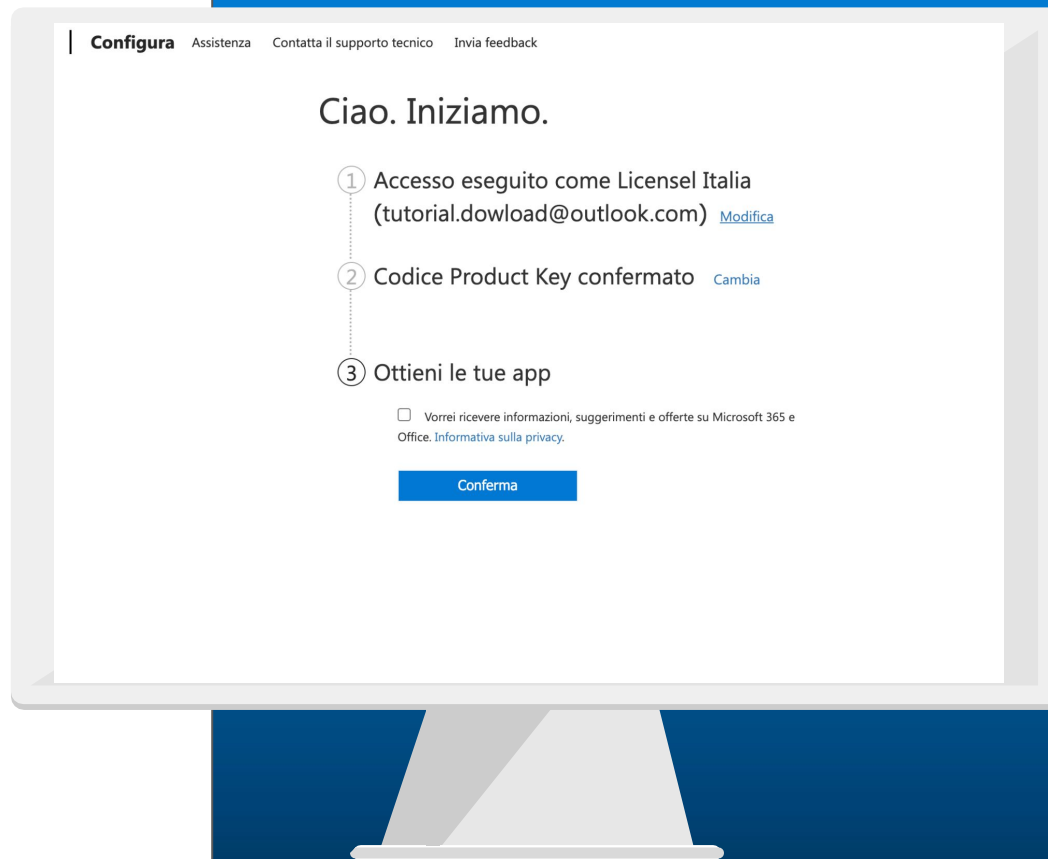 Configura Assistenza Contatta il supporto tecnico Invia feedback
Ciao. Iniziamo.
1 Accesso eseguito come Licensel Italia
(tutorial.dowload@outlook.com) Modifica
2 Codice Product Key confermato Cambia
3 Ottieni le tue app
Vorrei ricevere informazioni, suggerimenti e offerte su Microsoft 365 e
Office. Informativa sulla privacy.
Conferma